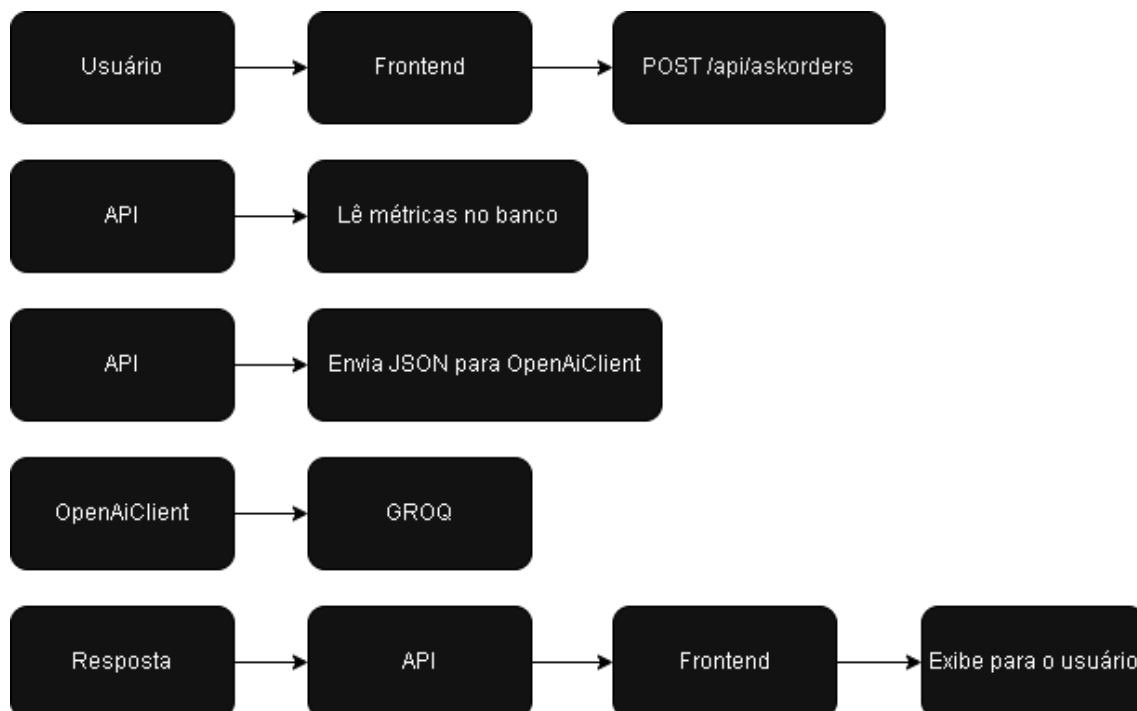 Usuário
Frontend
POST /api/askorders
API
Lê métricas no banco
API
Envia JSON para OpenAiClient
OpenAiClient
GROQ
Resposta
API
Frontend
Exibe para o usuário